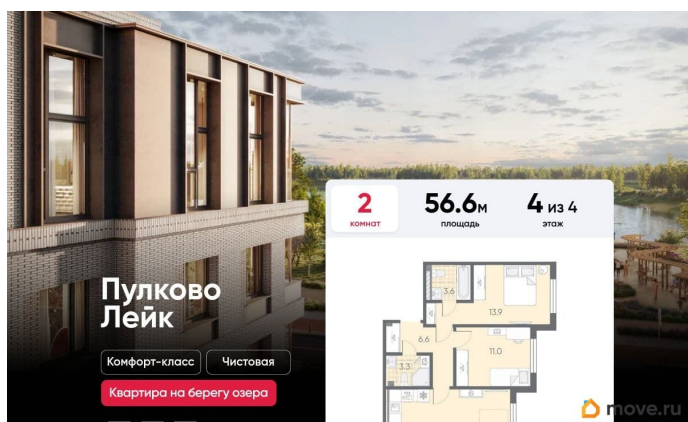 2
комнат
56.6м
площадь
4 из 4
этаж
3.6
13.9
6.6
11.0
3.3
Пулково
Лейк
Комфорт-класс
Чистовая
Квартира на берегу озера
move.ru